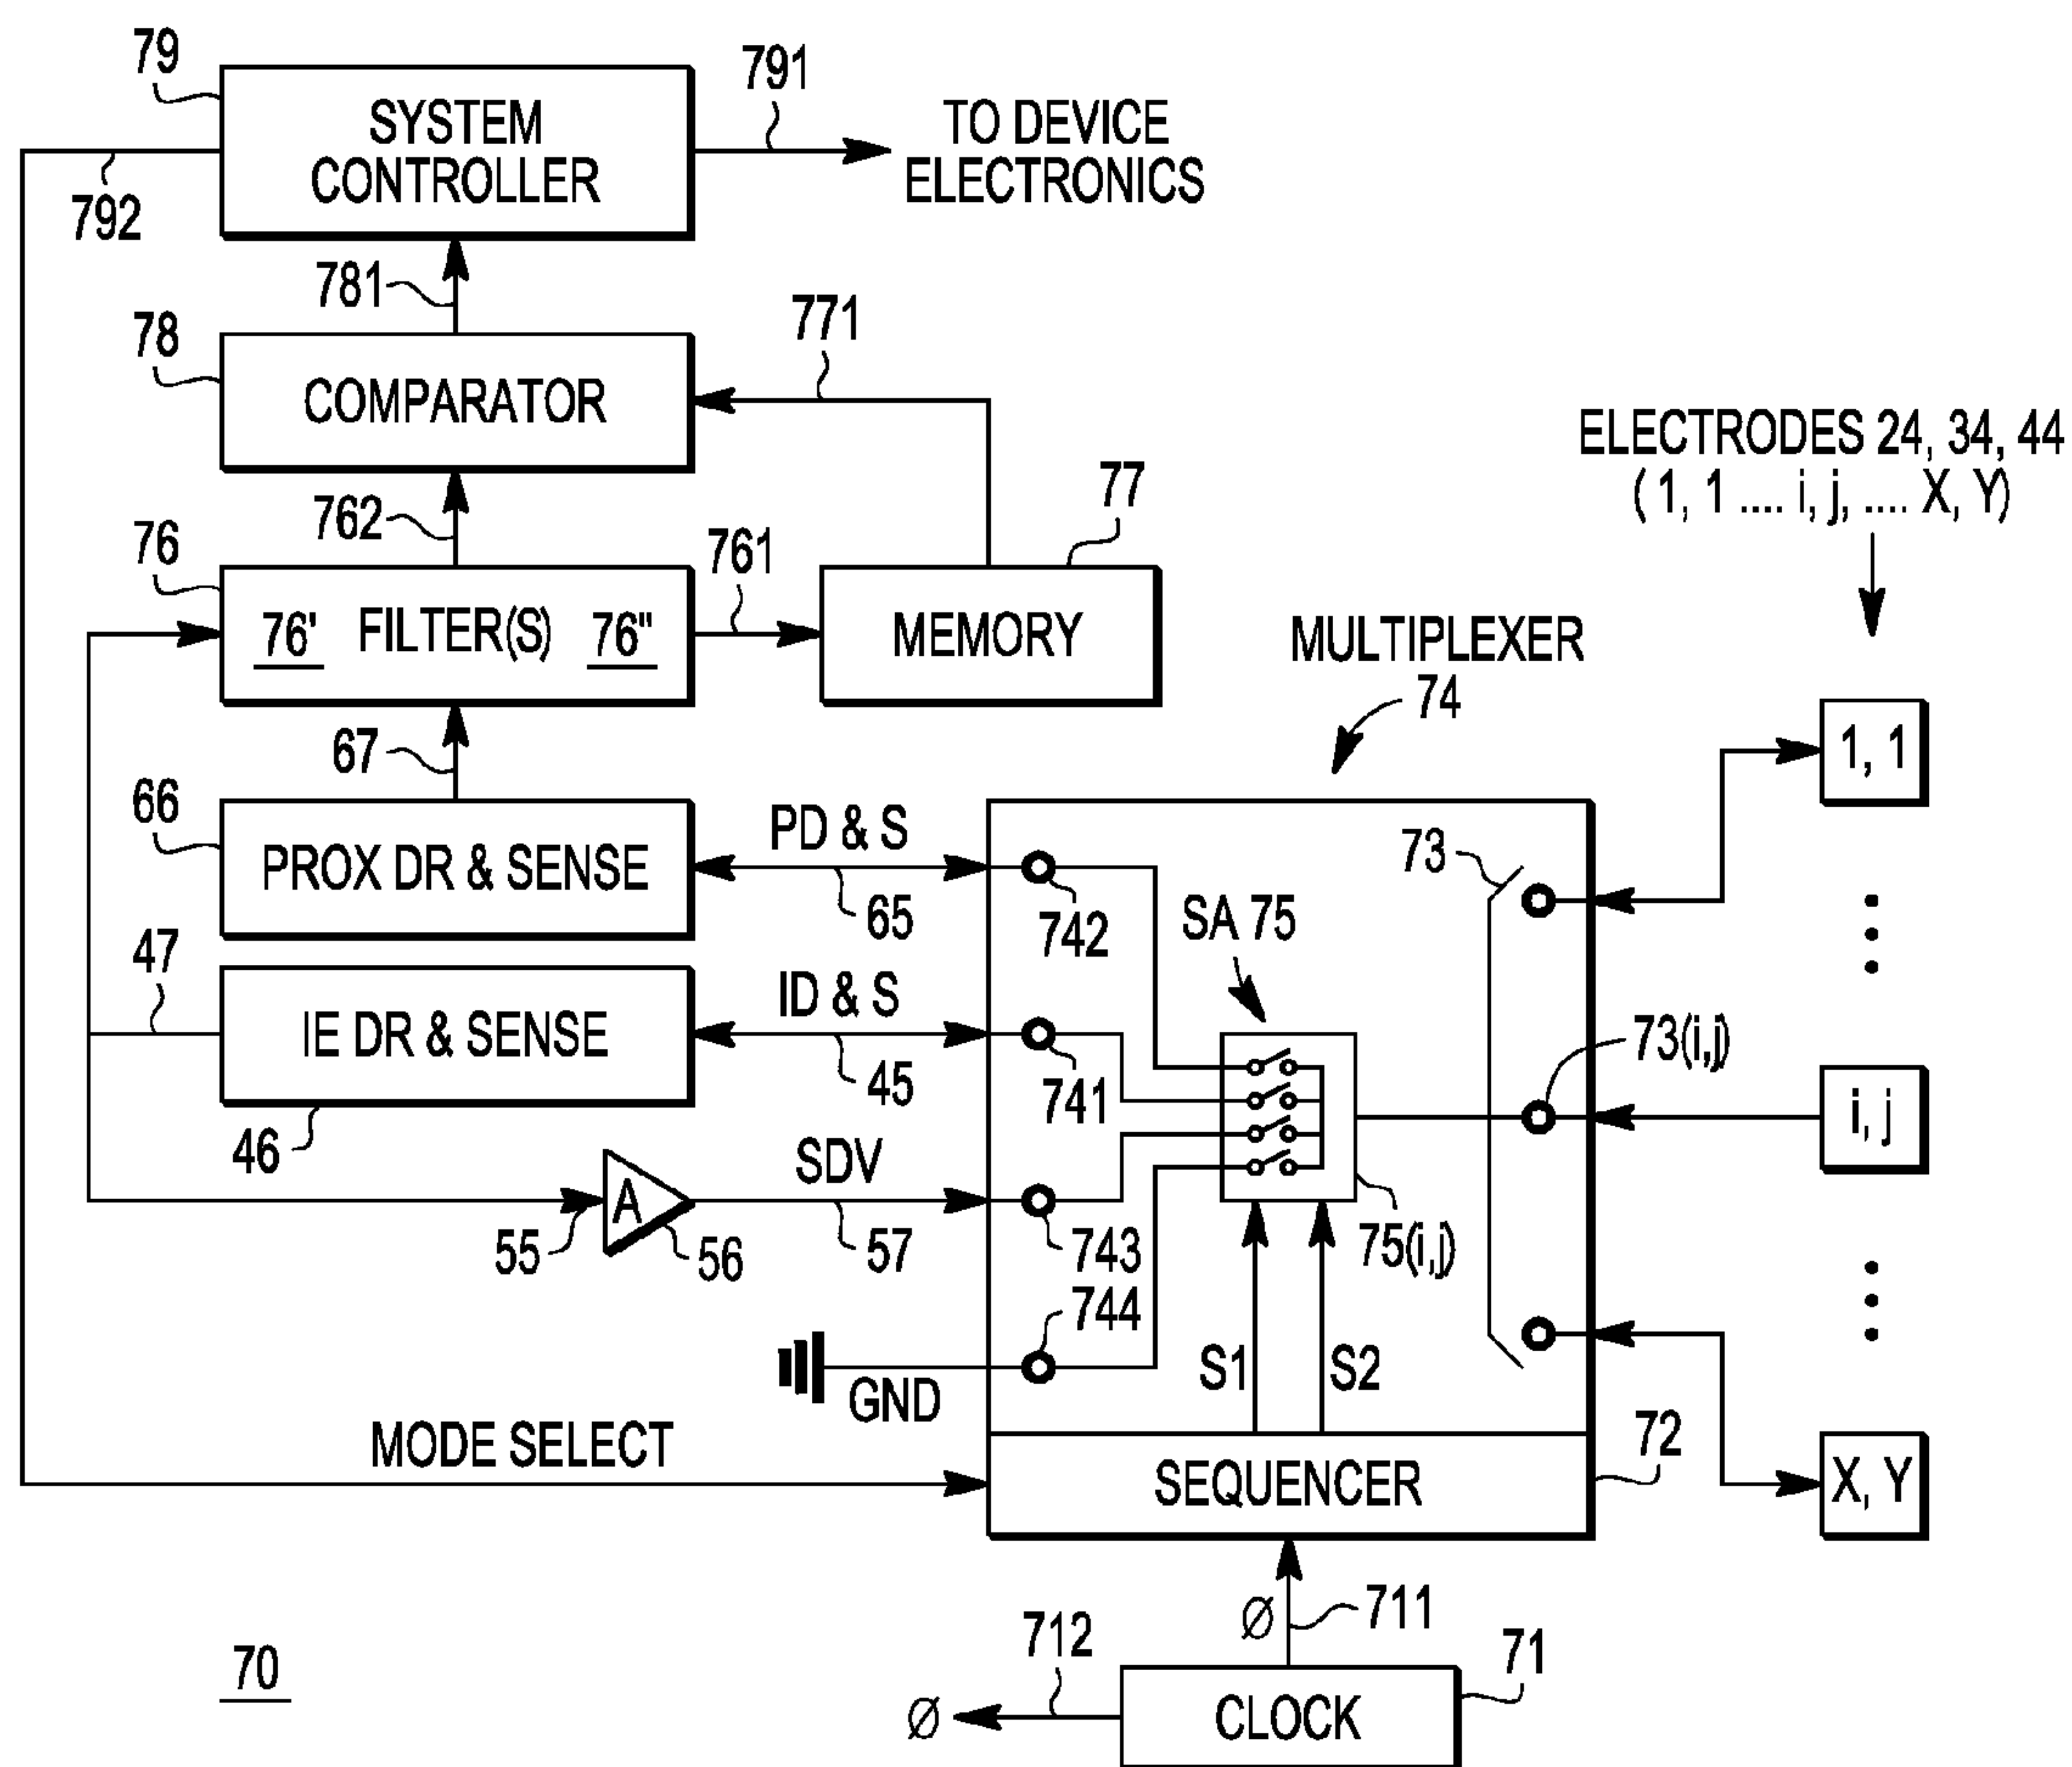 79
SYSTEM
CONTROLLER
791
TO DEVICE
ELECTRONICS
792
781
771
78
COMPARATOR
ELECTRODES 24, 34, 44
( 1, 1 .... i, j, .... X, Y)
762
77
76
76' FILTER(S) 76"
761
MEMORY
MULTIPLEXER
74
67
1, 1
66
PROX DR & SENSE
PD & S
65
742
73
SA 75
47
IE DR & SENSE
ID & S
45
741
73(i,j)
i, j
46
SDV
55
A
56
57
743
75(i,j)
744
GND
S1
S2
MODE SELECT
SEQUENCER
72
X, Y
Ø
711
712
71
70
Ø
CLOCK